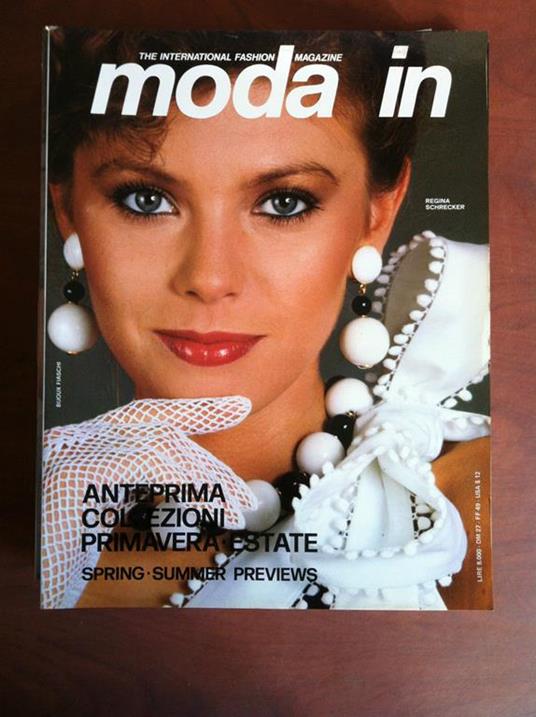 THE INTERNATIONAL FASHION MAGAZINE
moda in
REGINA
SCHRECKER
BIJOUX FIASCHI
ANTEPRIMA
COLLEZIONI
PRIMAVERA·ESTATE
SPRING·SUMMER PREVIEWS
LIRE 8.000 · DM 27 · FF 49 · USA $ 12